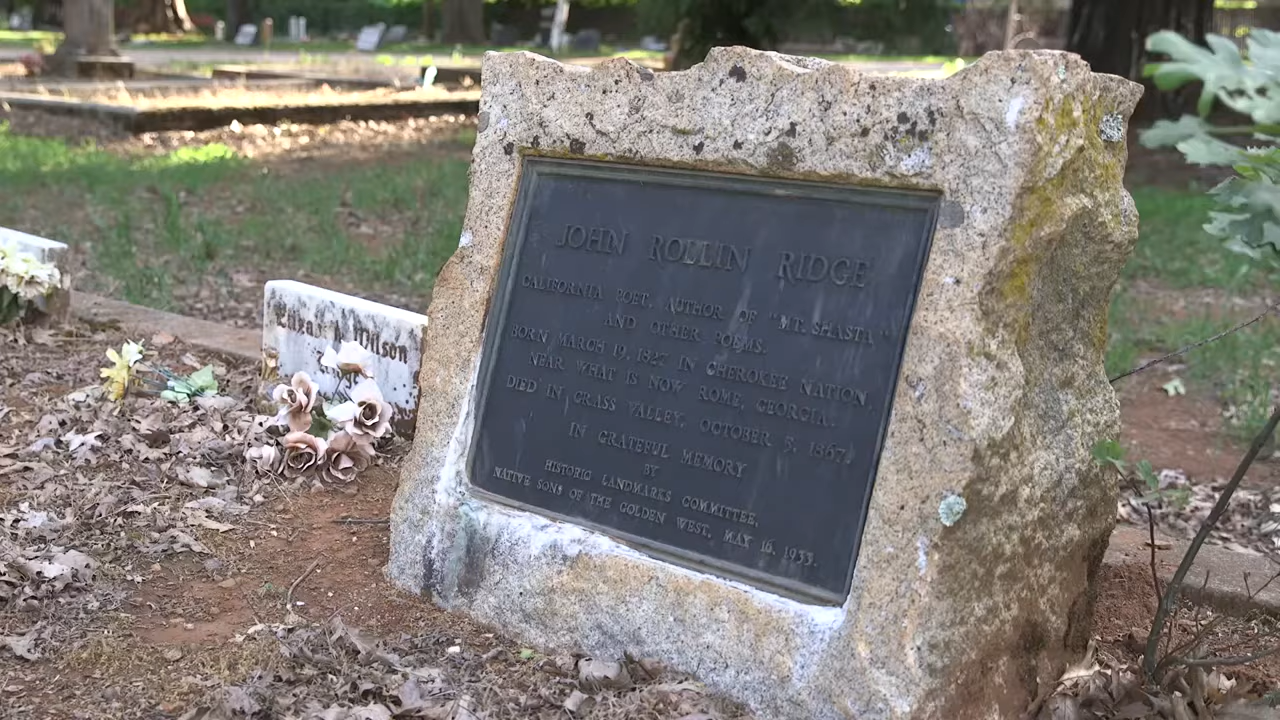 JOHN ROLLIN RIDGE
CALIFORNIA POET, AUTHOR OF "MT. SHASTA"
AND OTHER POEMS.
BORN MARCH 19, 1827 IN CHEROKEE NATION,
NEAR WHAT IS NOW ROME, GEORGIA.
DIED IN GRASS VALLEY, OCTOBER 5, 1867.
IN GRATEFUL MEMORY
BY
HISTORIC LANDMARKS COMMITTEE,
NATIVE SONS OF THE GOLDEN WEST, MAY 16, 1933.
Wilson